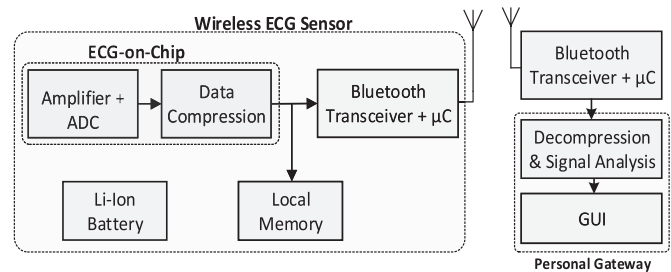 Wireless ECG Sensor
ECG-on-Chip
Amplifier +
ADC
Data
Compression
Bluetooth
Transceiver + µC
Li-Ion
Battery
Local
Memory
Bluetooth
Transceiver + µC
Decompression
& Signal Analysis
GUI
Personal Gateway